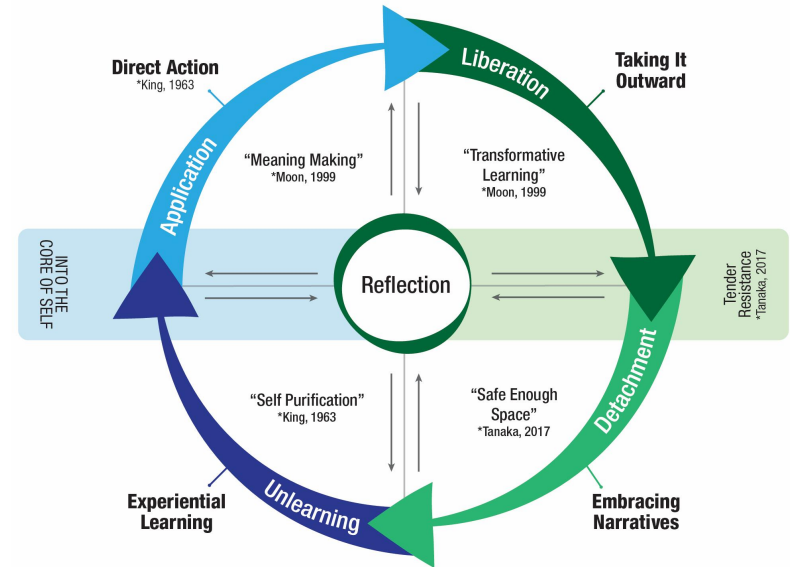 Liberation
Direct Action
*King, 1963
Taking It
Outward
Application
“Meaning Making”
*Moon, 1999
“Transformative
Learning”
*Moon, 1999
INTO THE
CORE OF SELF
Reflection
Tender
Resistance
*Tanaka, 2017
“Self Purification”
*King, 1963
“Safe Enough
Space”
*Tanaka, 2017
Detachment
Experiential
Learning
Unlearning
Embracing
Narratives